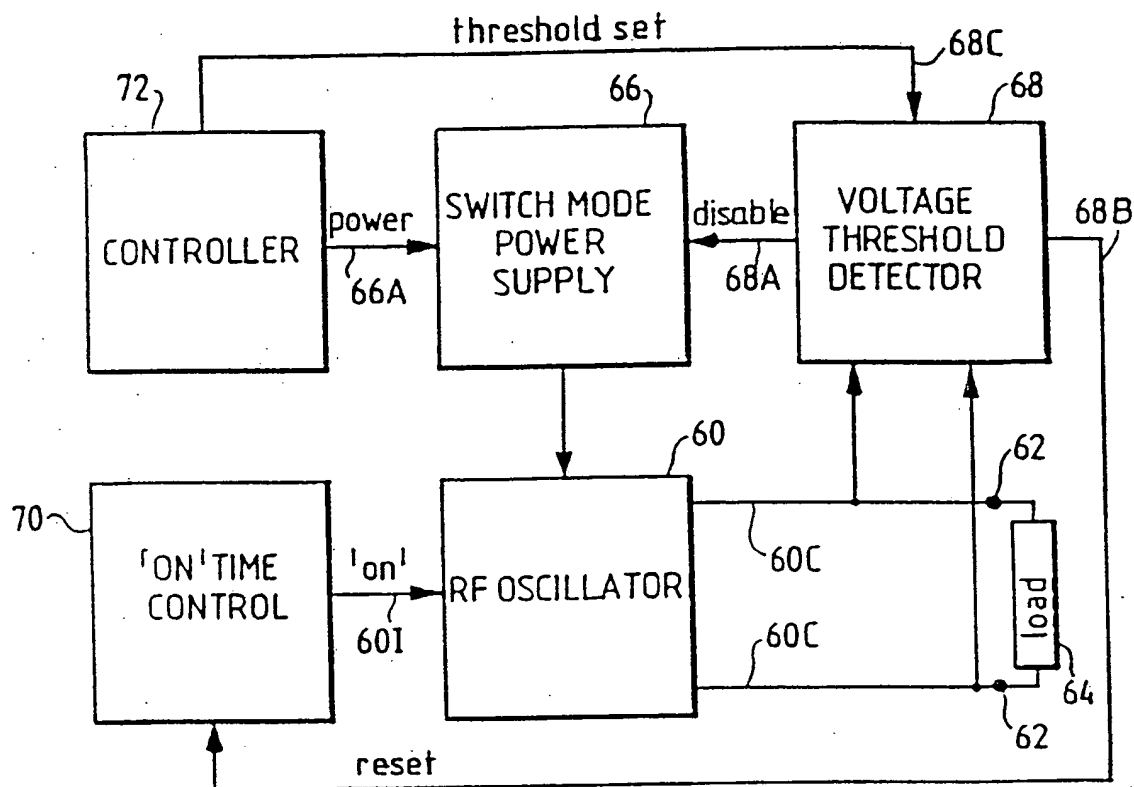 threshold set
68C
72
66
68
CONTROLLER
power
66A
SWITCH MODE
POWER
SUPPLY
disable
68A
VOLTAGE
THRESHOLD
DETECTOR
68B
70
'ON' TIME
CONTROL
'on'
60I
60
RF OSCILLATOR
60C
60C
62
load
64
62
reset